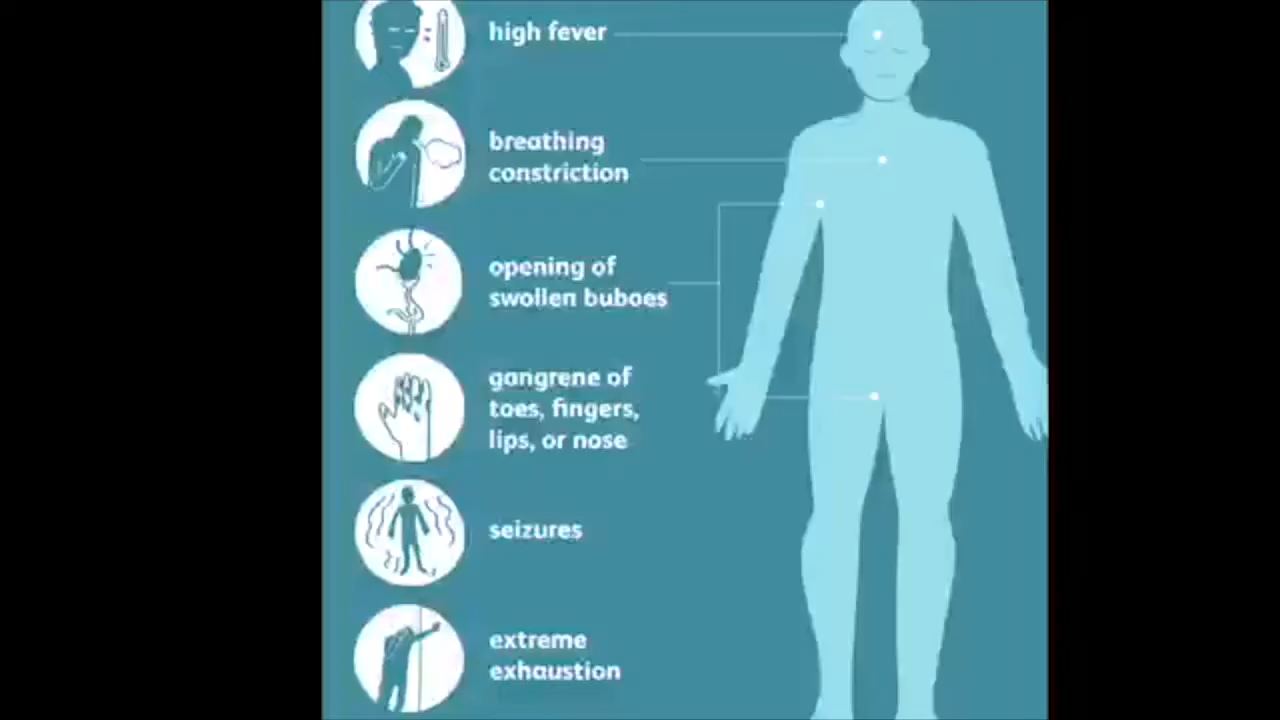 high fever
breathing
constriction
opening of
swollen buboes
gangrene of
toes, fingers,
lips, or nose
seizures
extreme
exhaustion